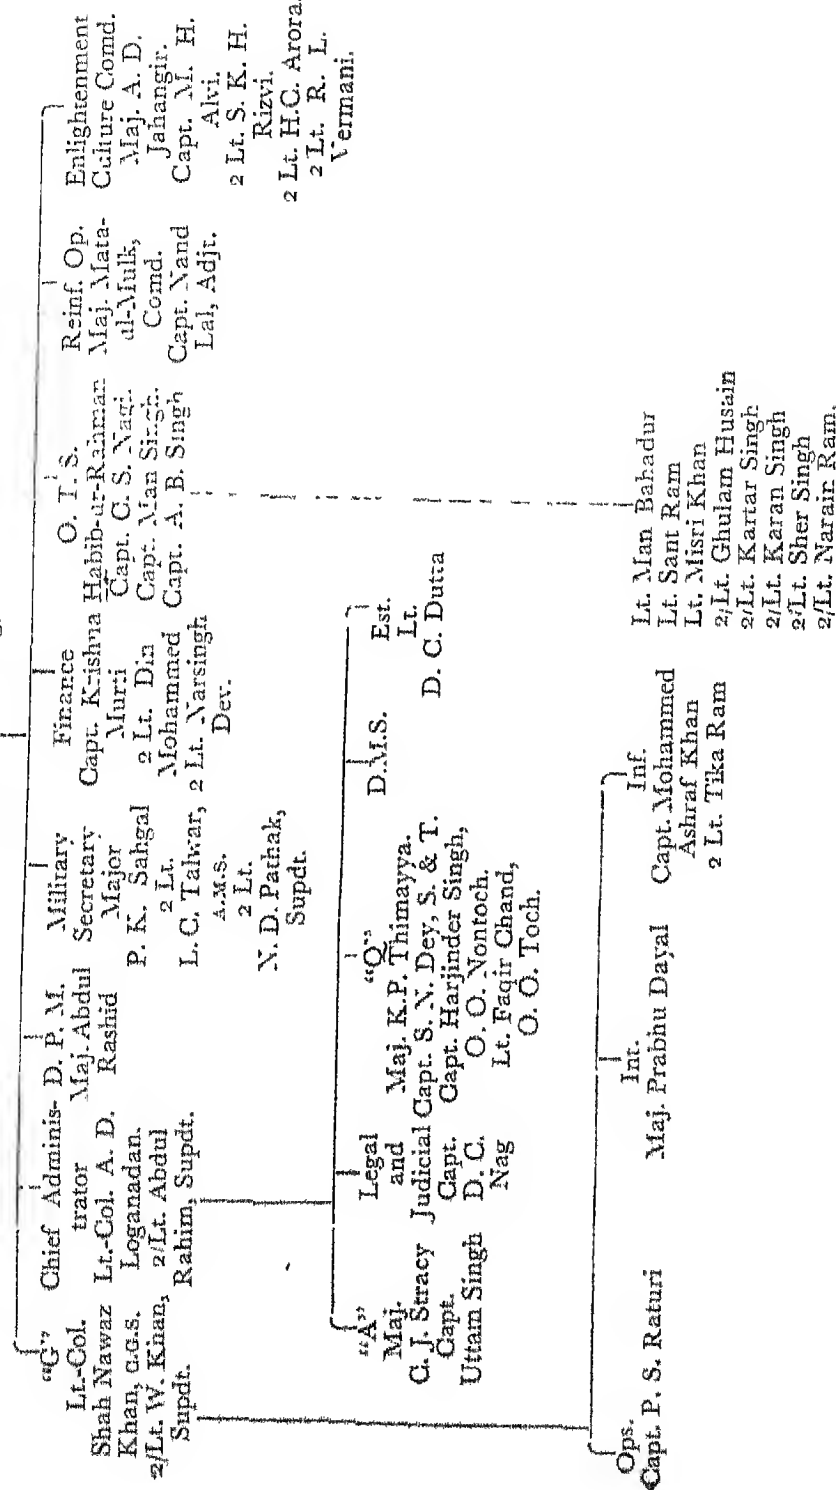 “G”
Lt.-Col.
Shah Nawaz
Khan, C.G.S.
2/Lt. W. Khan,
Supdt.
Chief Adminis-
trator
Lt.-Col. A. D.
Loganadan.
2/Lt. Abdul
Rahim, Supdt.
D. P. M.
Maj. Abdul
Rashid
Military
Secretary
Major
P. K. Sahgal
2 Lt.
L. C. Talwar,
A.M.S.
2 Lt.
N. D. Pathak,
Supdt.
Finance
Capt. Krishna
Murti
2 Lt. Din
Mohammed
2 Lt. Narsingh
Dev.
O. T. S.
Habib-ur-Rahman
Capt. C. S. Nagi.
Capt. Man Singh.
Capt. A. B. Singh
Reinf. Op.
Maj. Mata-
ul-Mulk,
Comd.
Capt. Nand
Lal, Adjt.
Enlightenment
Culture Comd.
Maj. A. D.
Jahangir.
Capt. M. H.
Alvi.
2 Lt. S. K. H.
Rizvi.
2 Lt. H.C. Arora.
2 Lt. R. L.
Vermani.
“A”
Maj.
C. J. Stracy
Capt.
Uttam Singh
Legal
and
Judicial
Capt.
D. C.
Nag
“Q”
Maj. K.P. Thimayya.
Capt. S. N. Dey, S. & T.
Capt. Harjinder Singh,
O. O. Nontoch.
Lt. Faqir Chand,
O. O. Toch.
D.M.S.
Est.
Lt.
D. C. Dutta
Lt. Man Bahadur
Lt. Sant Ram
Lt. Misri Khan
2/Lt. Ghulam Husain
2/Lt. Kartar Singh
2/Lt. Karan Singh
2/Lt. Sher Singh
2/Lt. Narain Ram.
Ops.
Capt. P. S. Raturi
Int.
Maj. Prabhu Dayal
Inf.
Capt. Mohammed
Ashraf Khan
2 Lt. Tika Ram